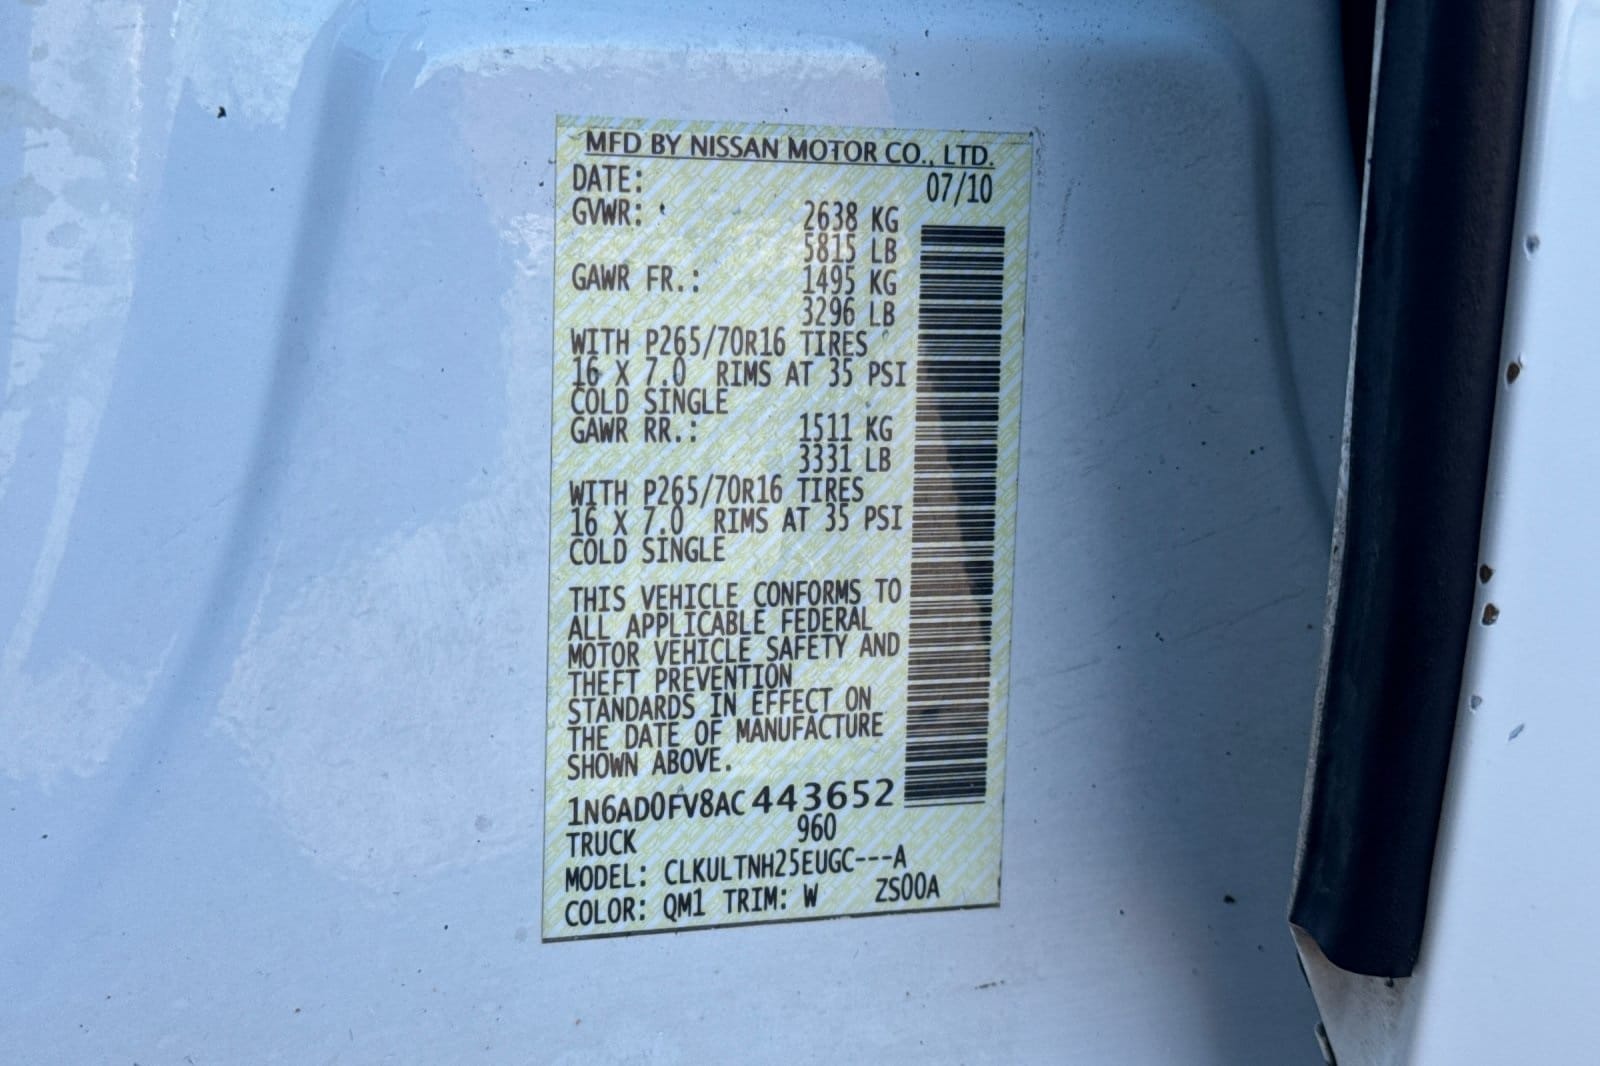 MFD BY NISSAN MOTOR CO., LTD.
DATE: 07/10
GVWR: 2638 KG
5815 LB
GAWR FR.: 1495 KG
3296 LB
WITH P265/70R16 TIRES
16 X 7.0 RIMS AT 35 PSI
COLD SINGLE
GAWR RR.: 1511 KG
3331 LB
WITH P265/70R16 TIRES
16 X 7.0 RIMS AT 35 PSI
COLD SINGLE
THIS VEHICLE CONFORMS TO
ALL APPLICABLE FEDERAL
MOTOR VEHICLE SAFETY AND
THEFT PREVENTION
STANDARDS IN EFFECT ON
THE DATE OF MANUFACTURE
SHOWN ABOVE.
1N6AD0FV8AC443652
TRUCK 960
MODEL: CLKULTNH25EUGC---A
COLOR: QM1 TRIM: W ZS00A